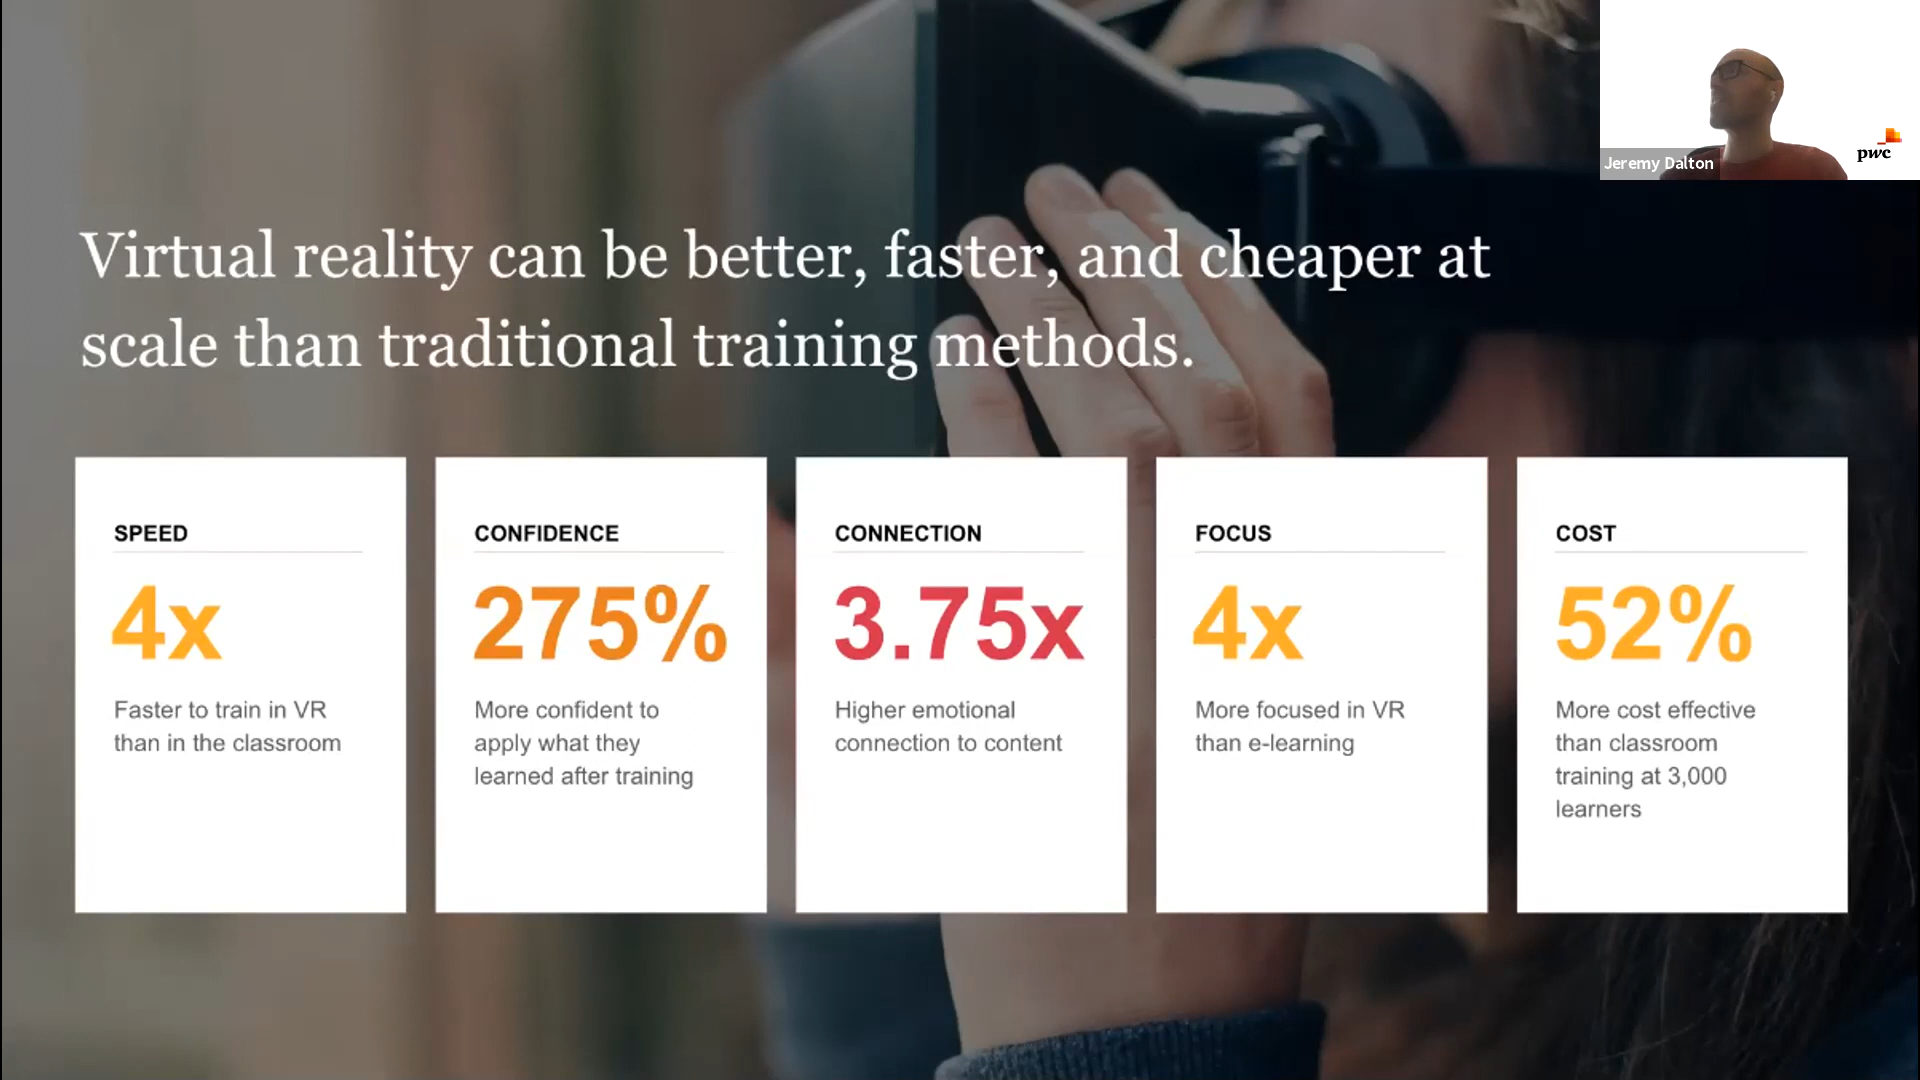 Jeremy Dalton
pwc
Virtual reality can be better, faster, and cheaper at
scale than traditional training methods.
SPEED
4x
Faster to train in VR
than in the classroom
CONFIDENCE
275%
More confident to
apply what they
learned after training
CONNECTION
3.75x
Higher emotional
connection to content
FOCUS
4x
More focused in VR
than e-learning
COST
52%
More cost effective
than classroom
training at 3,000
learners